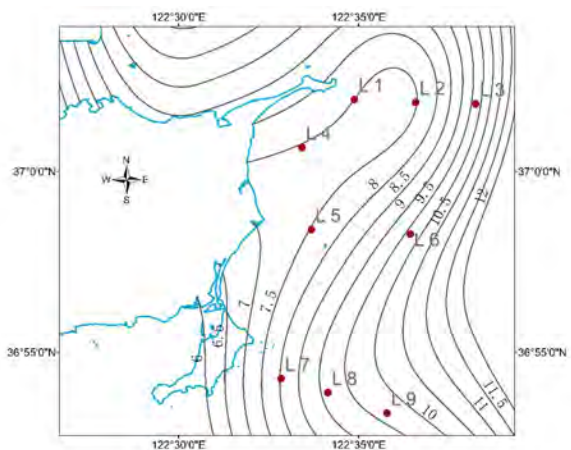 122°30'0"E 122°35'0"E
L 1
L 2
L 3
L 4
37°0'0"N 37°0'0"N
N
W E
S
8
8.5
9
9.5
10.5
12
L 5
L 6
7
7.5
6.5
6
36°55'0"N 36°55'0"N
L 7
L 8
L 9
10
11
11.5
122°30'0"E 122°35'0"E